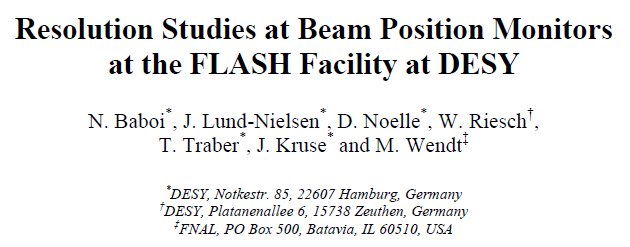 Resolution Studies at Beam Position Monitors
at the FLASH Facility at DESY
N. Baboi*, J. Lund-Nielsen*, D. Noelle*, W. Riesch†,
T. Traber*, J. Kruse* and M. Wendt‡
*DESY, Notkestr. 85, 22607 Hamburg, Germany
†DESY, Platanenallee 6, 15738 Zeuthen, Germany
‡FNAL, PO Box 500, Batavia, IL 60510, USA